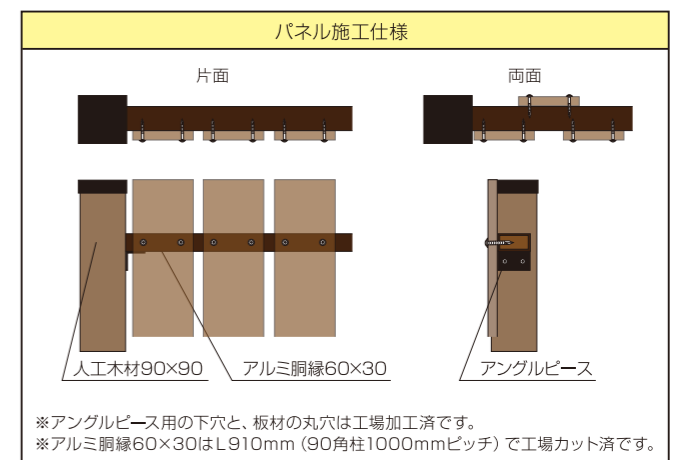 パネル施工仕様
片面
両面
人工木材90×90
アルミ胴縁60×30
アングルピース
※アングルピース用の下穴と、板材の丸穴は工場加工済です。
※アルミ胴縁60×30はL910mm（90角柱1000mmピッチ）で工場カット済です。